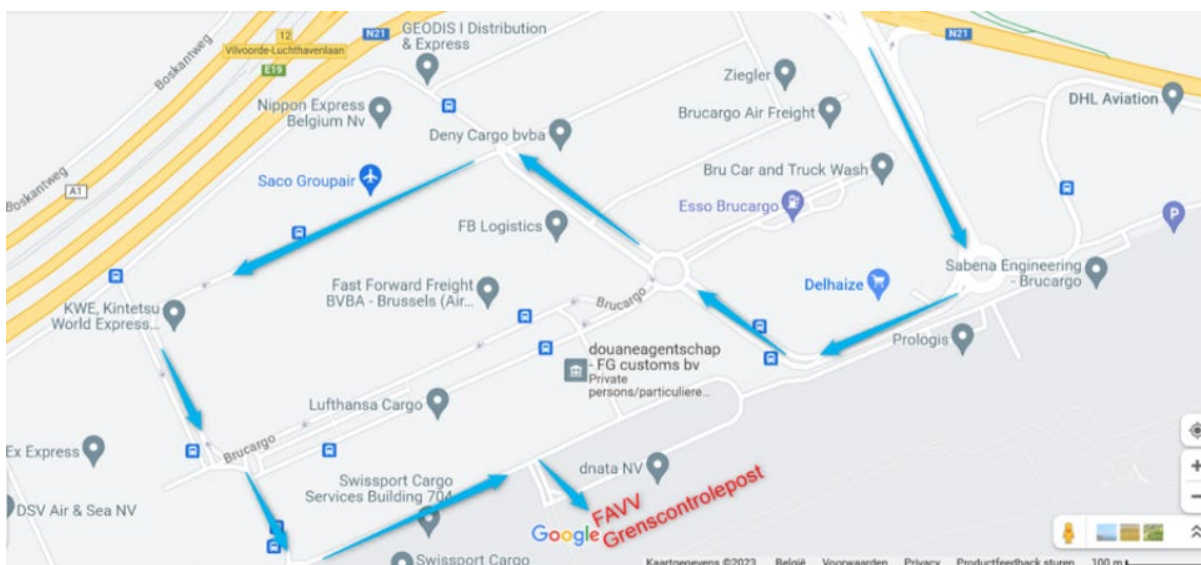 GEODIS I Distribution
& Express
N21
12
Vilvoorde-Luchthavenlaan
E19
Boskantweg
N21
Ziegler
DHL Aviation
Nippon Express
Belgium Nv
Brucargo Air Freight
Deny Cargo bvba
Bru Car and Truck Wash
A1
Boskantweg
Saco Groupair
Esso Brucargo
P
FB Logistics
Sabena Engineering
- Brucargo
Fast Forward Freight
BVBA - Brussels (Air...
Delhaize
Brucargo
KWE, Kintetsu
World Express...
Prologis
douaneagentschap
- FG customs bv
Private
persons/particuliere...
Lufthansa Cargo
Brucargo
Ex Express
Swissport Cargo
Services Building 704
dnata NV
DSV Air & Sea NV
FAVV
Grenscontrolepost
Google
Swissport Cargo
Kaartgegevens ©2023 België Voorwaarden Privacy Productfeedback sturen 100 m